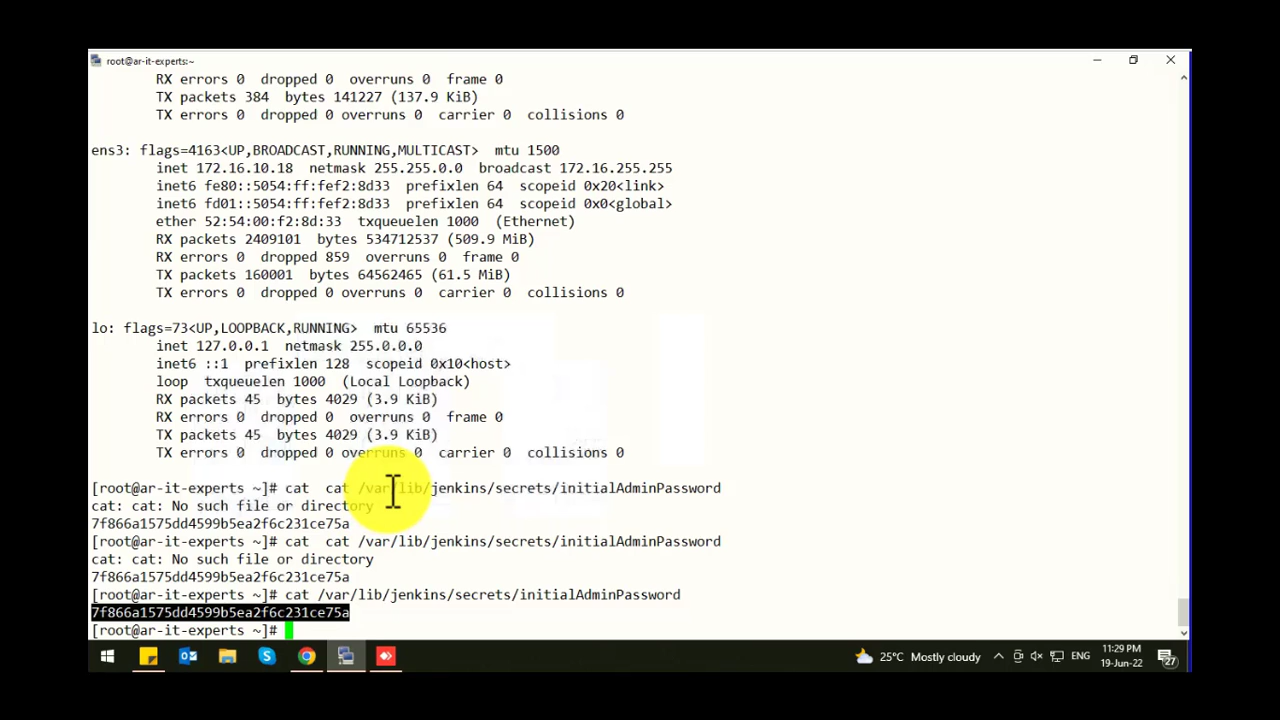 root@ar-it-experts:~
RX errors 0  dropped 0  overruns 0  frame 0
TX packets 384  bytes 141227 (137.9 KiB)
TX errors 0  dropped 0 overruns 0  carrier 0  collisions 0
ens3: flags=4163<UP,BROADCAST,RUNNING,MULTICAST>  mtu 1500
inet 172.16.10.18  netmask 255.255.0.0  broadcast 172.16.255.255
inet6 fe80::5054:ff:fef2:8d33  prefixlen 64  scopeid 0x20<link>
inet6 fd01::5054:ff:fef2:8d33  prefixlen 64  scopeid 0x0<global>
ether 52:54:00:f2:8d:33  txqueuelen 1000  (Ethernet)
RX packets 2409101  bytes 534712537 (509.9 MiB)
RX errors 0  dropped 859  overruns 0  frame 0
TX packets 160001  bytes 64562465 (61.5 MiB)
TX errors 0  dropped 0 overruns 0  carrier 0  collisions 0
lo: flags=73<UP,LOOPBACK,RUNNING>  mtu 65536
inet 127.0.0.1  netmask 255.0.0.0
inet6 ::1  prefixlen 128  scopeid 0x10<host>
loop  txqueuelen 1000  (Local Loopback)
RX packets 45  bytes 4029 (3.9 KiB)
RX errors 0  dropped 0  overruns 0  frame 0
TX packets 45  bytes 4029 (3.9 KiB)
TX errors 0  dropped 0 overruns 0  carrier 0  collisions 0
[root@ar-it-experts ~]# cat  cat /var/lib/jenkins/secrets/initialAdminPassword
cat: cat: No such file or directory
7f866a1575dd4599b5ea2f6c231ce75a
[root@ar-it-experts ~]# cat  cat /var/lib/jenkins/secrets/initialAdminPassword
cat: cat: No such file or directory
7f866a1575dd4599b5ea2f6c231ce75a
[root@ar-it-experts ~]# cat /var/lib/jenkins/secrets/initialAdminPassword
7f866a1575dd4599b5ea2f6c231ce75a
[root@ar-it-experts ~]#
25°C  Mostly cloudy
ENG
11:29 PM
19-Jun-22
27